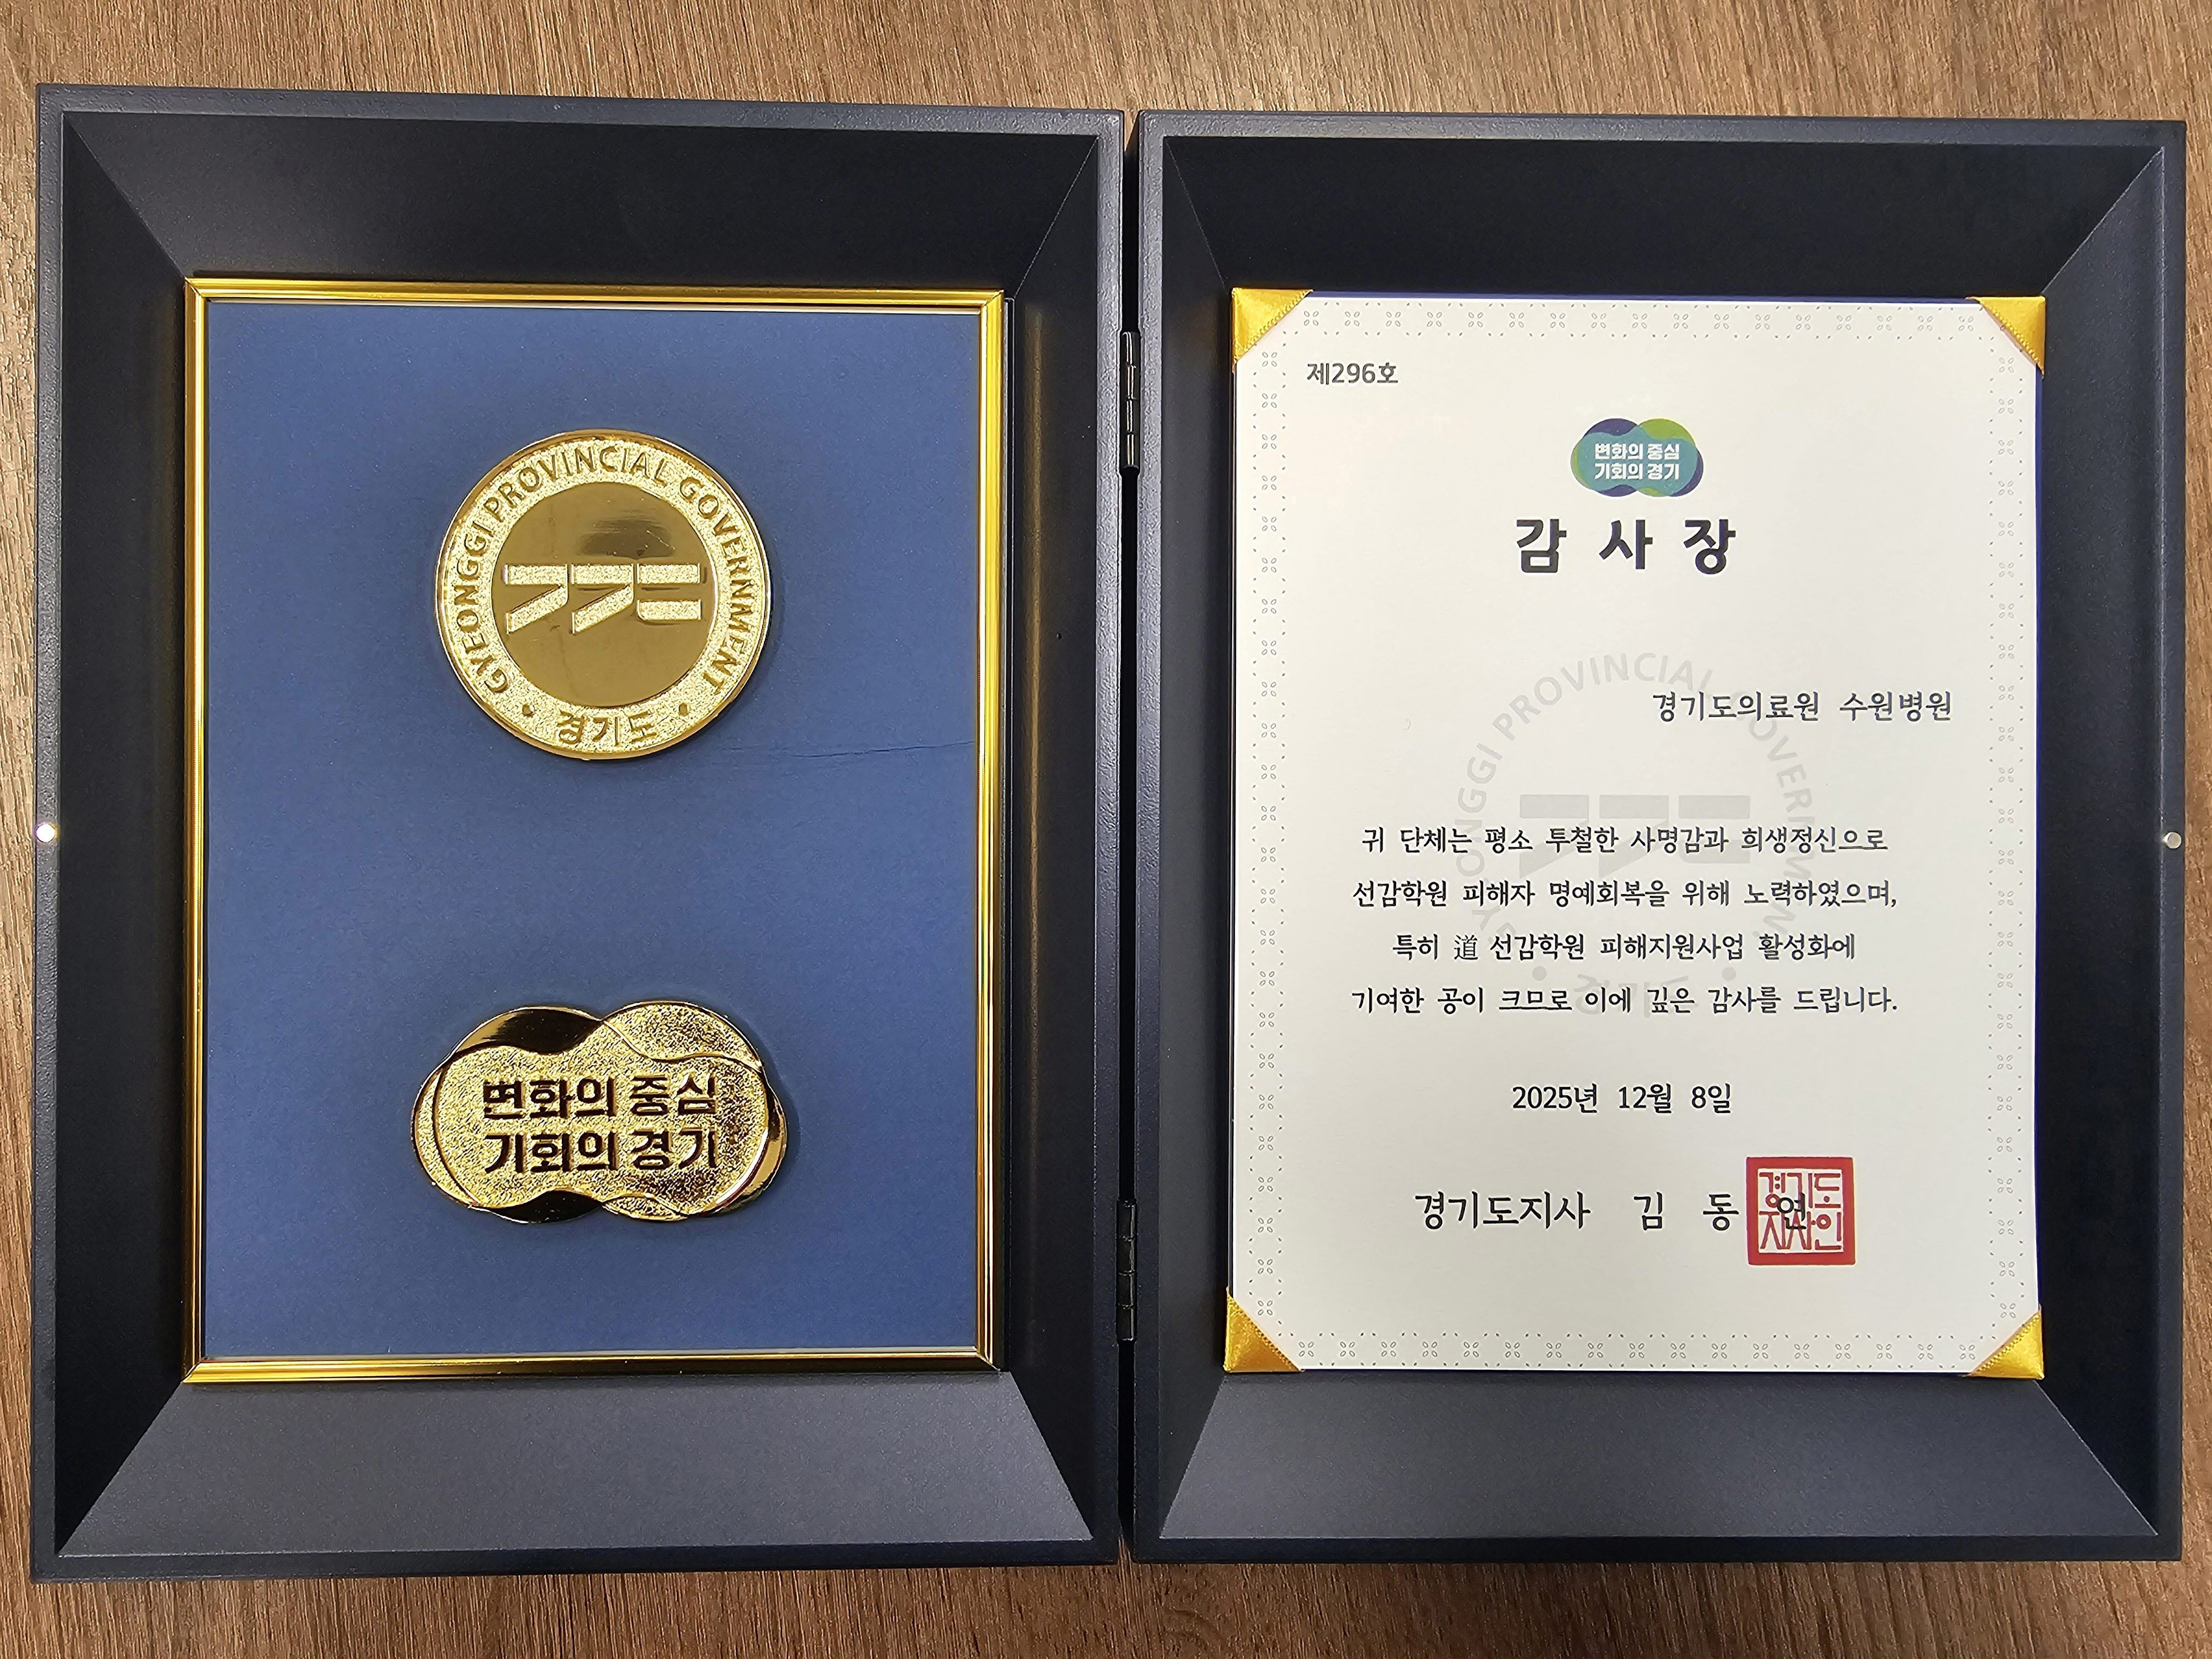 GYEONGGI PROVINCIAL GOVERNMENT
• 경기도 •
변화의 중심
기회의 경기
제296호
변화의 중심
기회의 경기
감 사 장
경기도의료원 수원병원
귀 단체는 평소 투철한 사명감과 희생정신으로
선감학원 피해자 명예회복을 위해 노력하였으며,
특히 道 선감학원 피해지원사업 활성화에
기여한 공이 크므로 이에 깊은 감사를 드립니다.
2025년 12월 8일
경기도지사 김 동 연
경기도
지사인
GYEONGGI PROVINCIAL GOVERNMENT
• 경기도 •